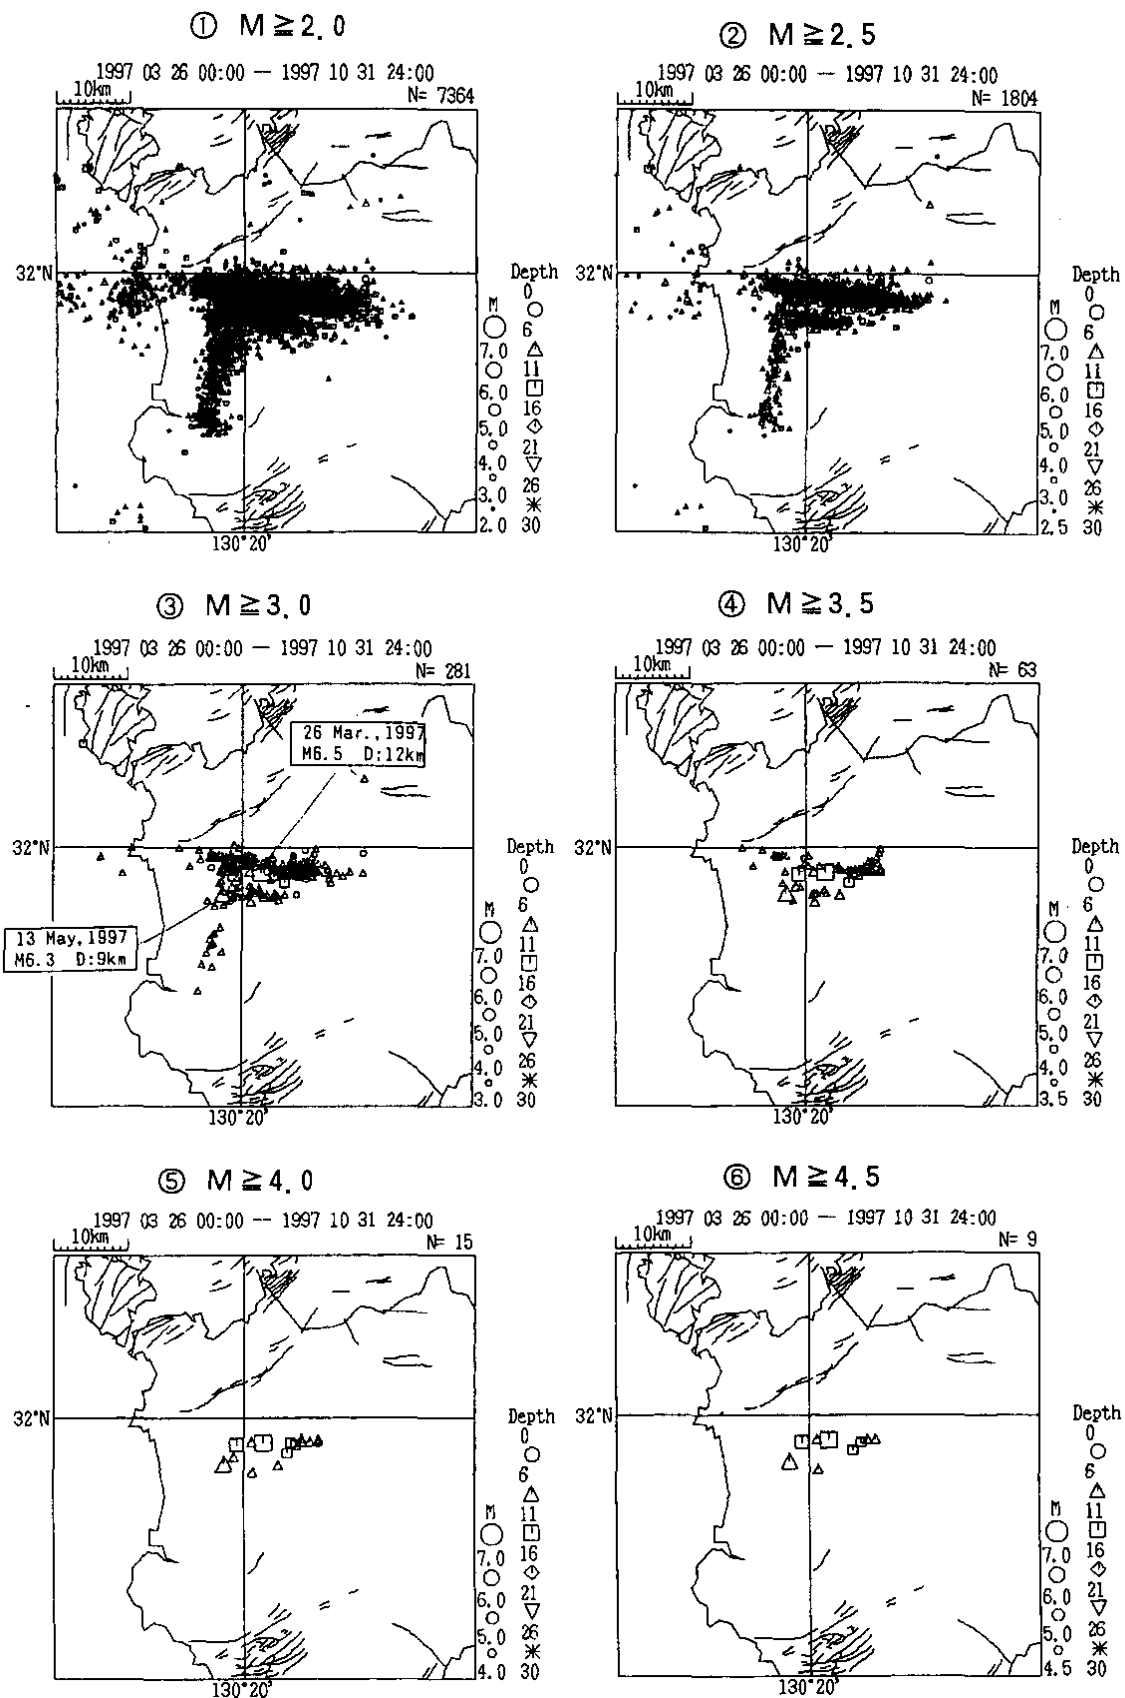 ① M≧2.0
1997 03 26 00:00 — 1997 10 31 24:00
10km
N= 7364
32°N
130°20'
Depth
0
6
11
16
21
26
30
M
7.0
6.0
5.0
4.0
3.0
2.0
② M≧2.5
1997 03 26 00:00 — 1997 10 31 24:00
10km
N= 1804
32°N
130°20'
Depth
0
6
11
16
21
26
30
M
7.0
6.0
5.0
4.0
3.0
2.5
③ M≧3.0
1997 03 26 00:00 — 1997 10 31 24:00
10km
N= 281
26 Mar.,1997
M6.5 D:12km
32°N
13 May,1997
M6.3 D:9km
130°20'
Depth
0
6
11
16
21
26
30
M
7.0
6.0
5.0
4.0
3.0
④ M≧3.5
1997 03 26 00:00 — 1997 10 31 24:00
10km
N= 63
32°N
130°20'
Depth
0
6
11
16
21
26
30
M
7.0
6.0
5.0
4.0
3.5
⑤ M≧4.0
1997 03 26 00:00 -- 1997 10 31 24:00
10km
N= 15
32°N
130°20'
Depth
0
6
11
16
21
26
30
M
7.0
6.0
5.0
4.0
⑥ M≧4.5
1997 03 26 00:00 — 1997 10 31 24:00
10km
N= 9
32°N
130°20'
Depth
0
6
11
16
21
26
30
M
7.0
6.0
5.0
4.5